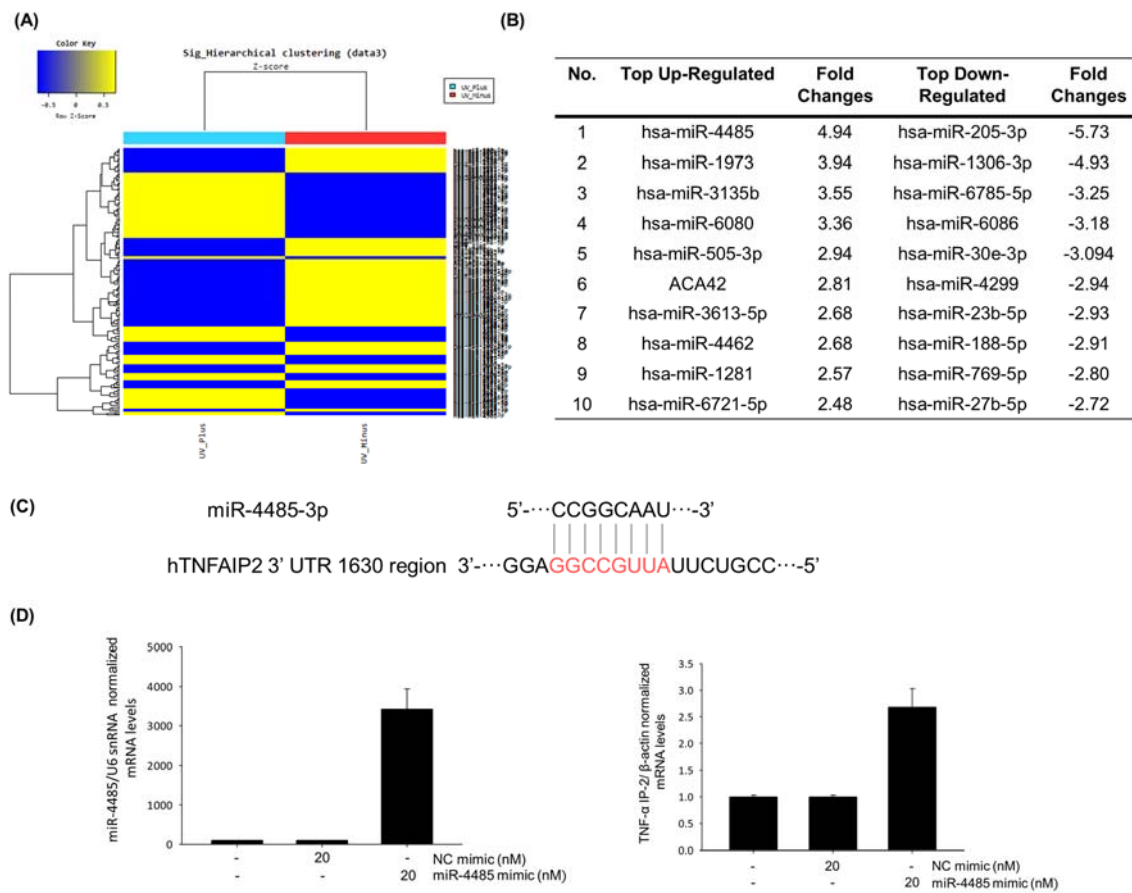 (A)
Color Key
-0.5 0 0.5
Row Z-Score
Sig_Hierarchical clustering (data3)
Z-score
UV_Plus
UV_Minus
UV_Plus
UV_Minus
(B)
No. Top Up-Regulated Fold Changes Top Down-Regulated Fold Changes
1 hsa-miR-4485 4.94 hsa-miR-205-3p -5.73
2 hsa-miR-1973 3.94 hsa-miR-1306-3p -4.93
3 hsa-miR-3135b 3.55 hsa-miR-6785-5p -3.25
4 hsa-miR-6080 3.36 hsa-miR-6086 -3.18
5 hsa-miR-505-3p 2.94 hsa-miR-30e-3p -3.094
6 ACA42 2.81 hsa-miR-4299 -2.94
7 hsa-miR-3613-5p 2.68 hsa-miR-23b-5p -2.93
8 hsa-miR-4462 2.68 hsa-miR-188-5p -2.91
9 hsa-miR-1281 2.57 hsa-miR-769-5p -2.80
10 hsa-miR-6721-5p 2.48 hsa-miR-27b-5p -2.72
(C)
miR-4485-3p 5’-···CCGGCAAU···-3’
hTNFAIP2 3’ UTR 1630 region 3’-···GGAGGCCGUUAUUCUGCC···-5’
(D)
miR-4485/U6 snRNA normalized
mRNA levels
5000
4000
3000
2000
1000
0
- 20 - NC mimic (nM)
- - 20 miR-4485 mimic (nM)
TNF-α IP-2/ β-actin normalized
mRNA levels
3.5
3.0
2.5
2.0
1.5
1.0
0.5
0.0
- 20 - NC mimic (nM)
- - 20 miR-4485 mimic (nM)